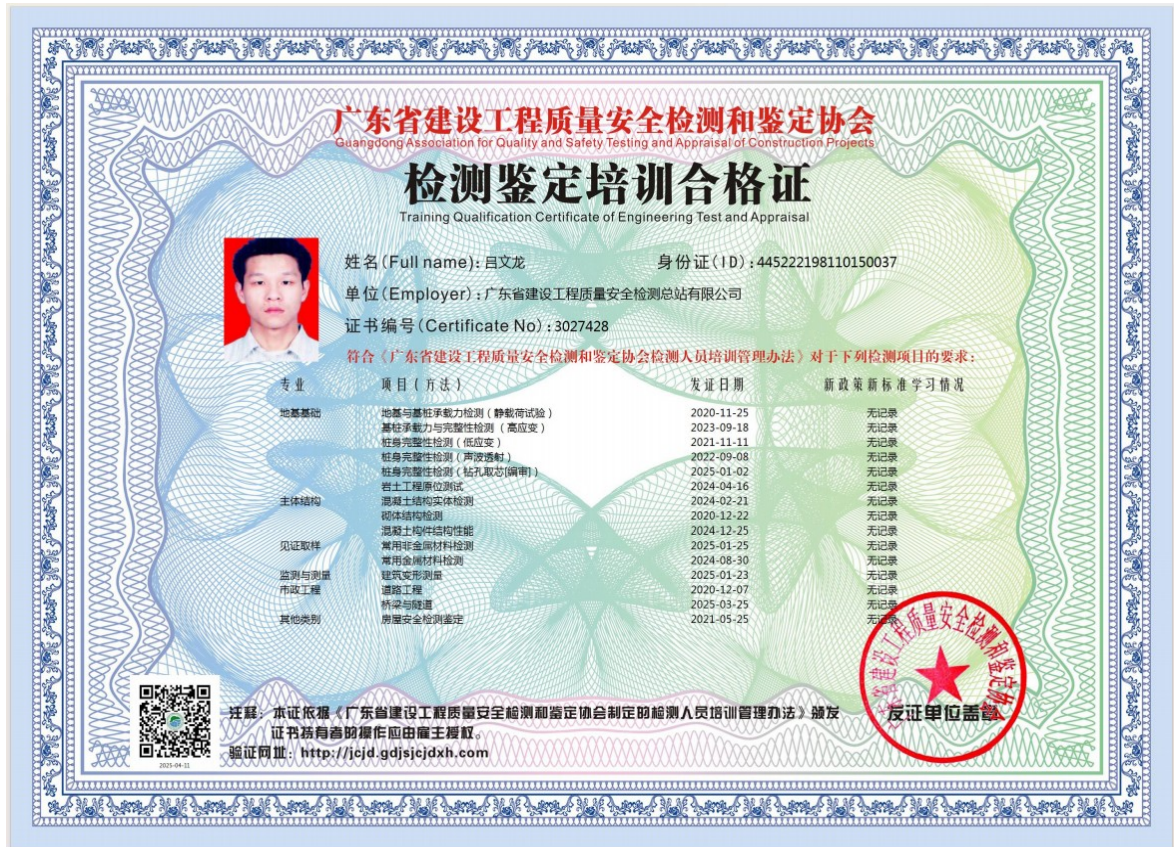 广东省建设工程质量安全检测和鉴定协会
Guangdong Association for Quality and Safety Testing and Appraisal of Construction Projects
检测鉴定培训合格证
Training Qualification Certificate of Engineering Test and Appraisal
姓名(Full name): 吕文龙 身份证(ID): 445222198110150037
单位(Employer): 广东省建设工程质量安全检测总站有限公司
证书编号(Certificate No): 3027428
符合《广东省建设工程质量安全检测和鉴定协会检测人员培训管理办法》对于下列检测项目的要求:
专业 项目(方法) 发证日期 新政策新标准学习情况
地基基础 地基与基桩承载力检测(静载荷试验) 2020-11-25 无记录
基桩承载力与完整性检测(高应变) 2023-09-18 无记录
桩身完整性检测(低应变) 2021-11-11 无记录
桩身完整性检测(声波透射) 2022-09-08 无记录
桩身完整性检测(钻孔取芯[编审]) 2025-01-02 无记录
岩土工程原位测试 2024-04-16 无记录
主体结构 混凝土结构实体检测 2024-02-21 无记录
砌体结构检测 2020-12-22 无记录
混凝土构件结构性能 2024-12-25 无记录
见证取样 常用非金属材料检测 2025-01-25 无记录
常用金属材料检测 2024-08-30 无记录
监测与测量 建筑变形测量 2025-01-23 无记录
市政工程 道路工程 2020-12-07 无记录
桥梁与隧道 2025-03-25 无记录
其他类别 房屋安全检测鉴定 2021-05-25 无记录
广东省建设工程质量安全检测和鉴定协会
发证单位盖章
注释: 本证依据《广东省建设工程质量安全检测和鉴定协会制定的检测人员培训管理办法》颁发
证书持有者的操作应由雇主授权。
验证网址: http://jcjd.gdjsjcjdxh.com
2025-04-11